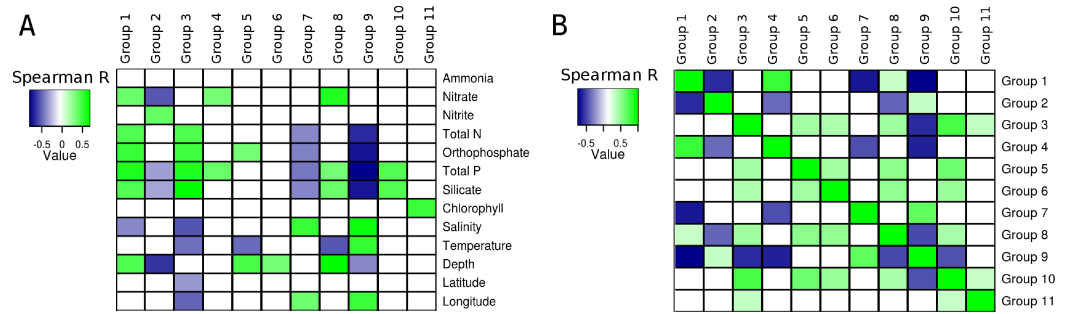 A
Group 1 Group 2 Group 3 Group 4 Group 5 Group 6 Group 7 Group 8 Group 9 Group 10 Group 11
Spearman R
-0.5 0 0.5
Value
Ammonia
Nitrate
Nitrite
Total N
Orthophosphate
Total P
Silicate
Chlorophyll
Salinity
Temperature
Depth
Latitude
Longitude
B
Group 1 Group 2 Group 3 Group 4 Group 5 Group 6 Group 7 Group 8 Group 9 Group 10 Group 11
Spearman R
-0.5 0.5
Value
Group 1
Group 2
Group 3
Group 4
Group 5
Group 6
Group 7
Group 8
Group 9
Group 10
Group 11